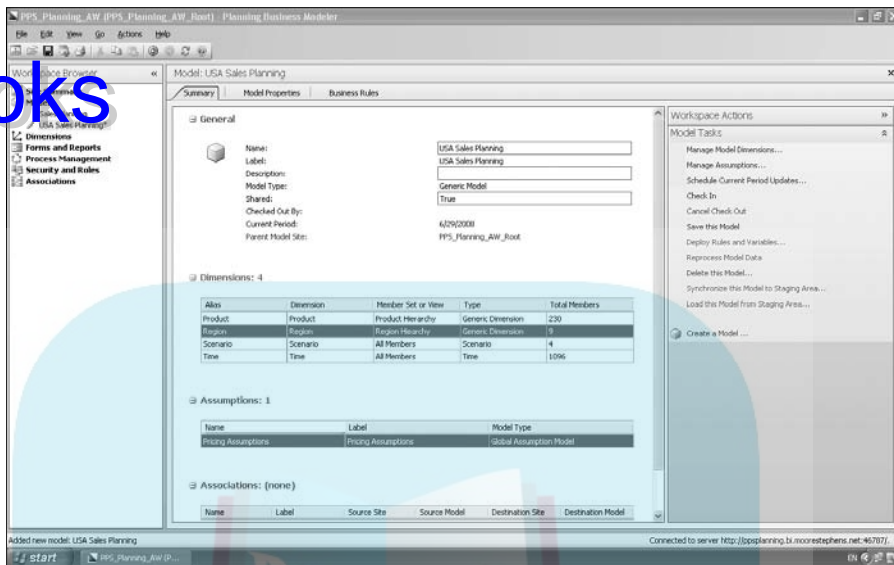 PPS_Planning_AW (PPS_Planning_AW_Root) - Planning Business Modeler
File Edit View Go Actions Help
Workspace Browser «
oks
USA Sales Planning*
Dimensions
Forms and Reports
Process Management
Security and Roles
Associations
Model: USA Sales Planning
Summary Model Properties Business Rules
General
Name: USA Sales Planning
Label: USA Sales Planning
Description:
Model Type: Generic Model
Shared: True
Checked Out By:
Current Period: 6/29/2008
Parent Model Site: PPS_Planning_AW_Root
Dimensions: 4
Alias Dimension Member Set or View Type Total Members
Product Product Product Hierarchy Generic Dimension 230
Region Region Region Hiearchy Generic Dimension 9
Scenario Scenario All Members Scenario 4
Time Time All Members Time 1096
Assumptions: 1
Name Label Model Type
Pricing Assumptions Pricing Assumptions Global Assumption Model
Associations: (none)
Name Label Source Site Source Model Destination Site Destination Model
Workspace Actions »
Model Tasks
Manage Model Dimensions...
Manage Assumptions...
Schedule Current Period Updates...
Check In
Cancel Check Out
Save this Model
Deploy Rules and Variables...
Reprocess Model Data
Delete this Model...
Synchronize this Model to Staging Area...
Load this Model from Staging Area...
Create a Model ...
Added new model: USA Sales Planning
Connected to server http://ppsplanning.bi.moorestephens.net:46787/.
start PPS_Planning_AW (P... EN